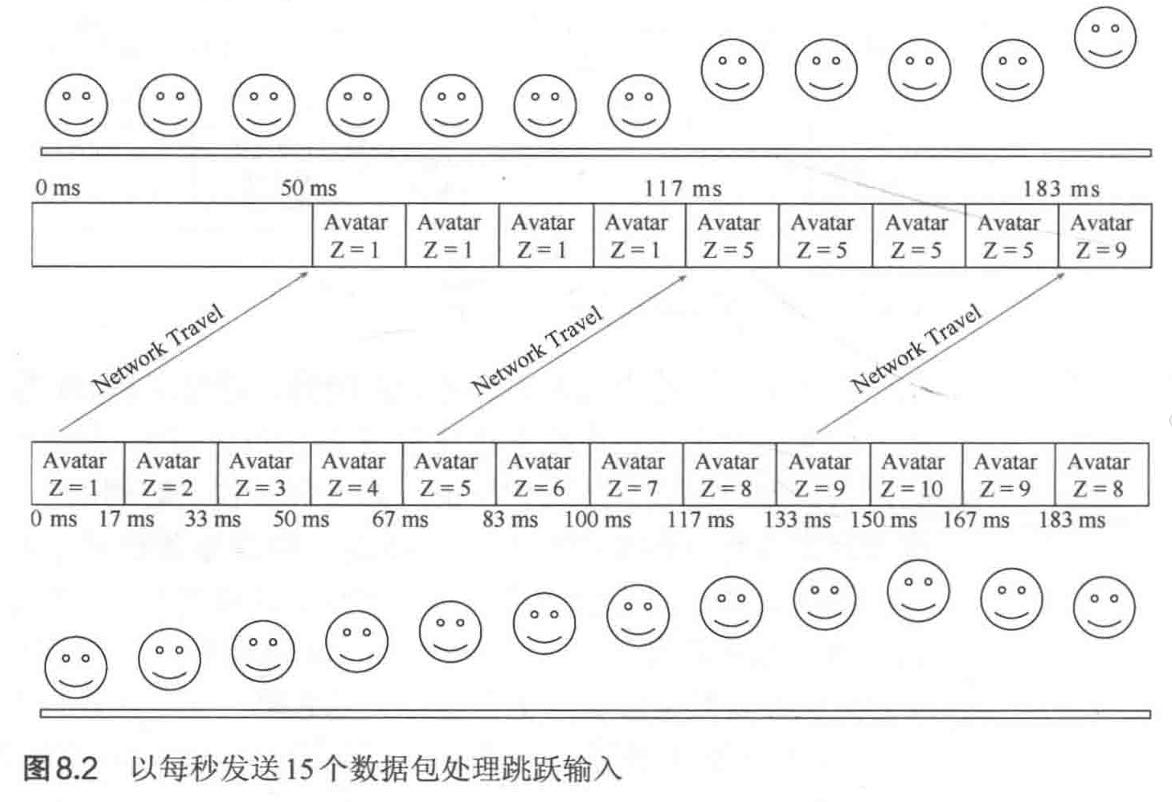 0 ms 50 ms 117 ms 183 ms
Avatar Avatar Avatar Avatar Avatar Avatar Avatar Avatar Avatar
Z = 1 Z = 1 Z = 1 Z = 1 Z = 5 Z = 5 Z = 5 Z = 5 Z = 9
Network Travel Network Travel Network Travel
Avatar Avatar Avatar Avatar Avatar Avatar Avatar Avatar Avatar Avatar Avatar Avatar
Z = 1 Z = 2 Z = 3 Z = 4 Z = 5 Z = 6 Z = 7 Z = 8 Z = 9 Z = 10 Z = 9 Z = 8
0 ms 17 ms 33 ms 50 ms 67 ms 83 ms 100 ms 117 ms 133 ms 150 ms 167 ms 183 ms
图8.2 以每秒发送15个数据包处理跳跃输入